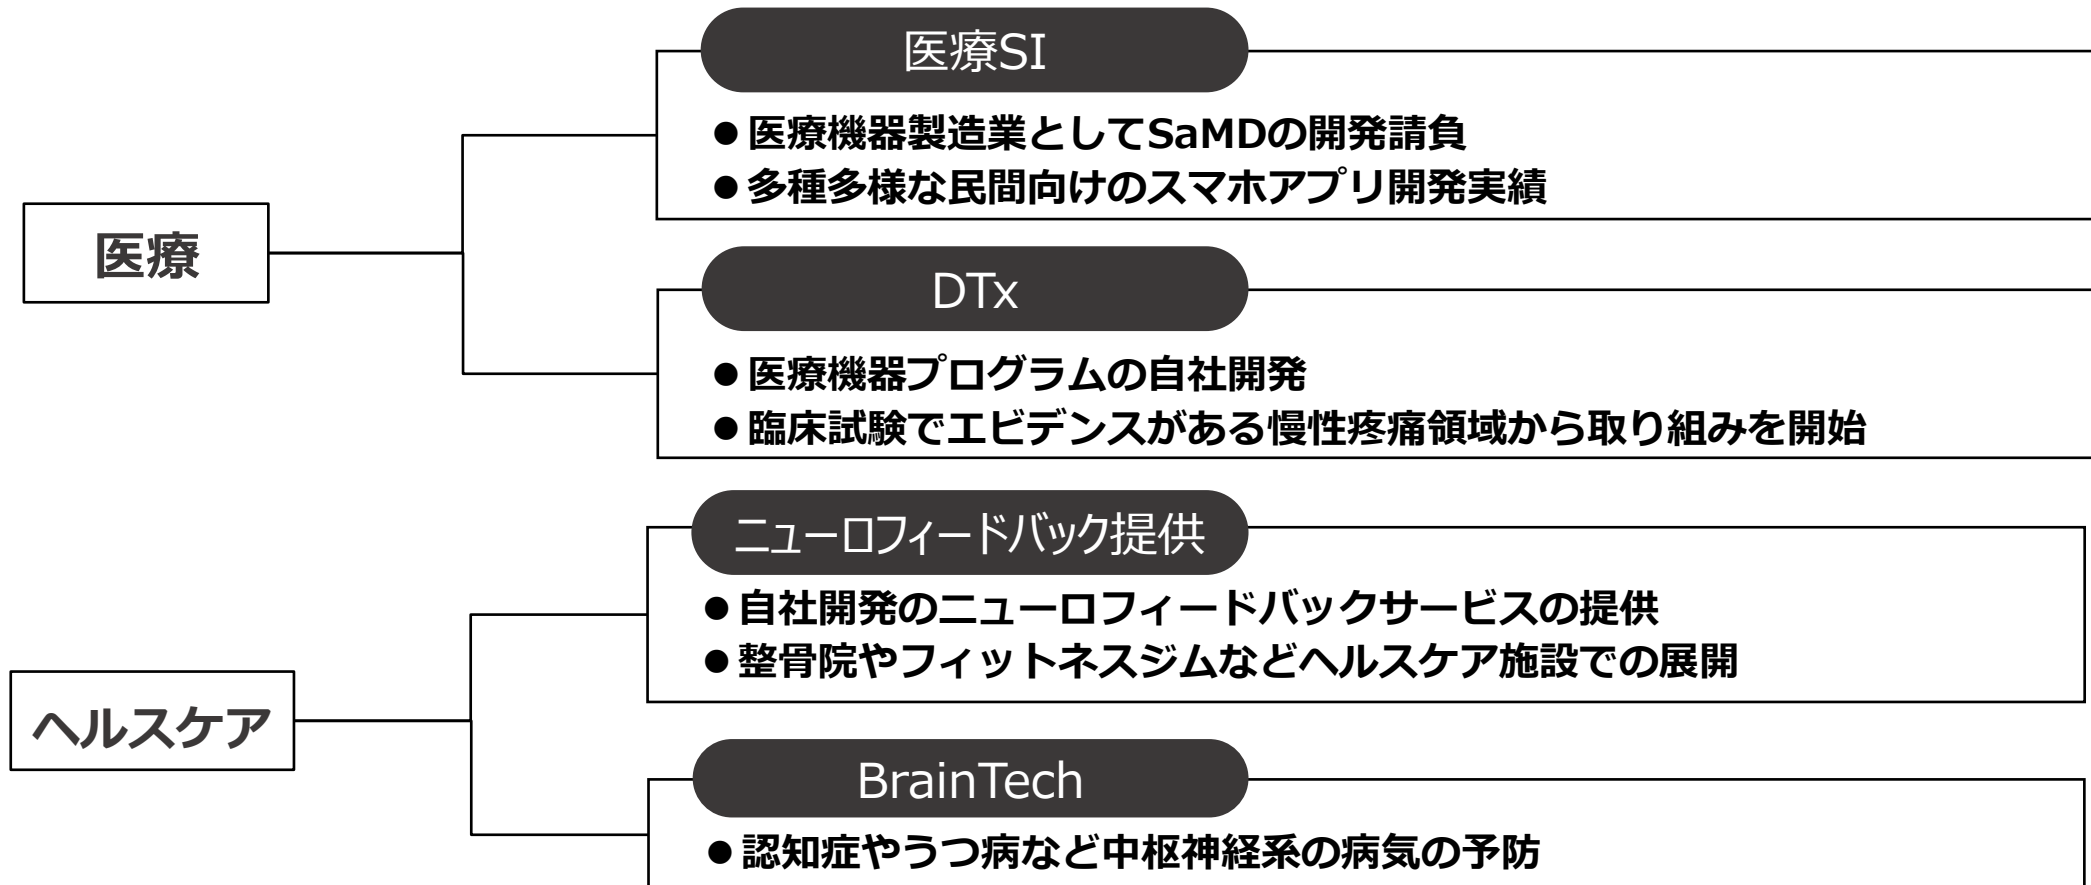 医療SI
● 医療機器製造業としてSaMDの開発請負
● 多種多様な民間向けのスマホアプリ開発実績
医療
DTx
● 医療機器プログラムの自社開発
● 臨床試験でエビデンスがある慢性疼痛領域から取り組みを開始
ニューロフィードバック提供
● 自社開発のニューロフィードバックサービスの提供
● 整骨院やフィットネスジムなどヘルスケア施設での展開
ヘルスケア
BrainTech
● 認知症やうつ病など中枢神経系の病気の予防